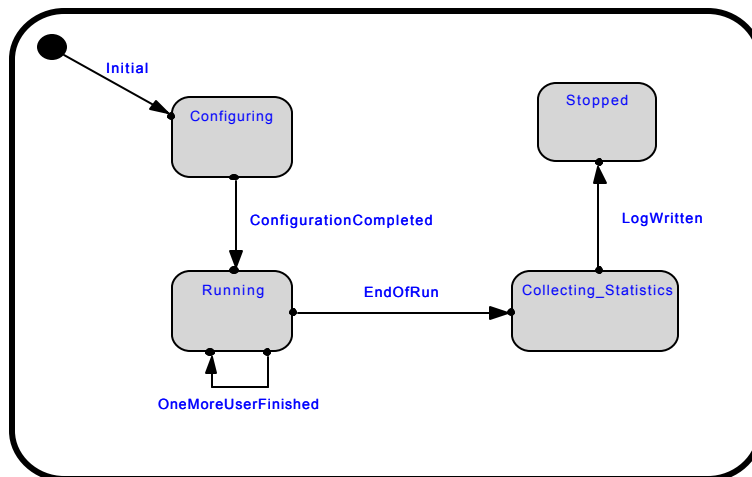 Initial
Configuring
Stopped
ConfigurationCompleted
LogWritten
Running
EndOfRun
Collecting_Statistics
OneMoreUserFinished